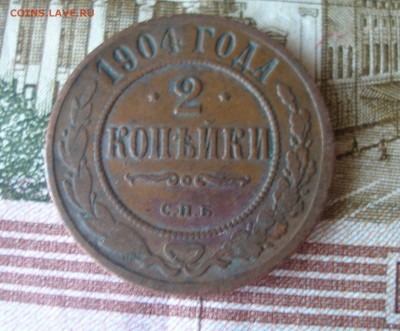 COINS.LAVE.RU
1904 ГОДА
2
КОПѢЙКИ
С.П.Б.